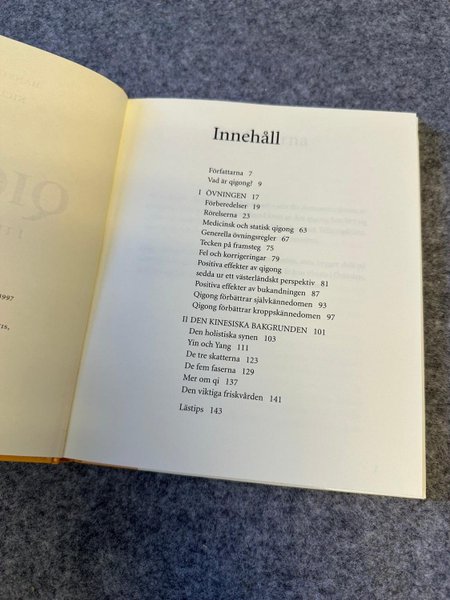 1997
Innehåll
Författarna 7
Vad är qigong? 9
I ÖVNINGEN 17
Förberedelser 19
Rörelserna 23
Medicinsk och statisk qigong 63
Generella övningsregler 67
Tecken på framsteg 75
Fel och korrigeringar 79
Positiva effekter av qigong
sedda ur ett västerländskt perspektiv 81
Positiva effekter av bukandningen 87
Qigong förbättrar självkännedomen 93
Qigong förbättrar kroppskännedomen 97
II DEN KINESISKA BAKGRUNDEN 101
Den holistiska synen 103
Yin och Yang 111
De tre skatterna 123
De fem faserna 129
Mer om qi 137
Den viktiga friskvården 141
Lästips 143